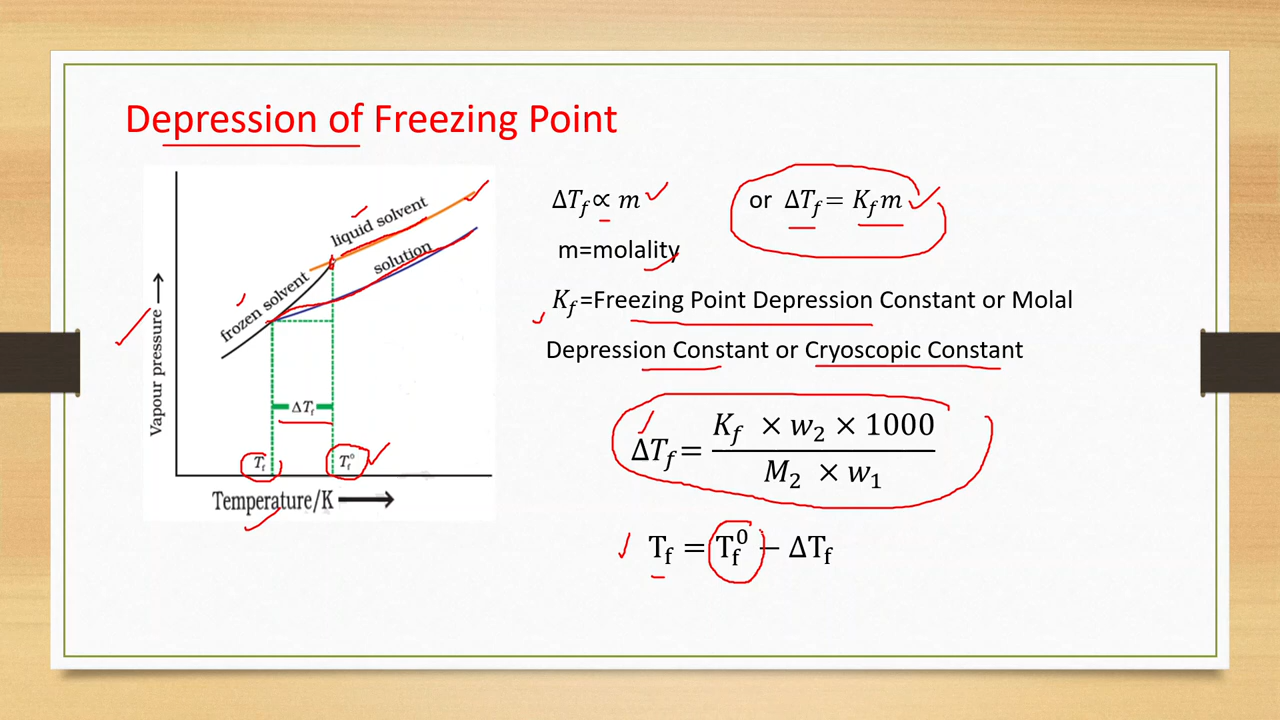 Depression of Freezing Point
Vapour pressure ⟶
frozen solvent
liquid solvent
solution
ΔT_f
T_f
T_f^o
Temperature/K ⟶
ΔT_f ∝ m or ΔT_f = K_f m
m=molality
K_f =Freezing Point Depression Constant or Molal
Depression Constant or Cryoscopic Constant
ΔT_f = (K_f × w_2 × 1000) / (M_2 × w_1)
T_f = T_f^0 − ΔT_f